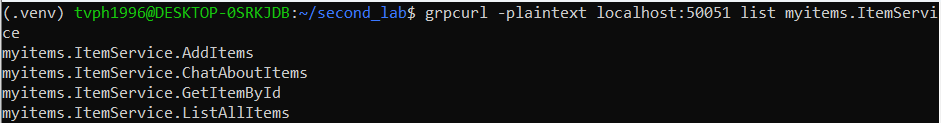 (.venv) tvph1996@DESKTOP-0SRKJDB:~/second_lab$ grpcurl -plaintext localhost:50051 list myitems.ItemServi
ce
myitems.ItemService.AddItems
myitems.ItemService.ChatAboutItems
myitems.ItemService.GetItemById
myitems.ItemService.ListAllItems